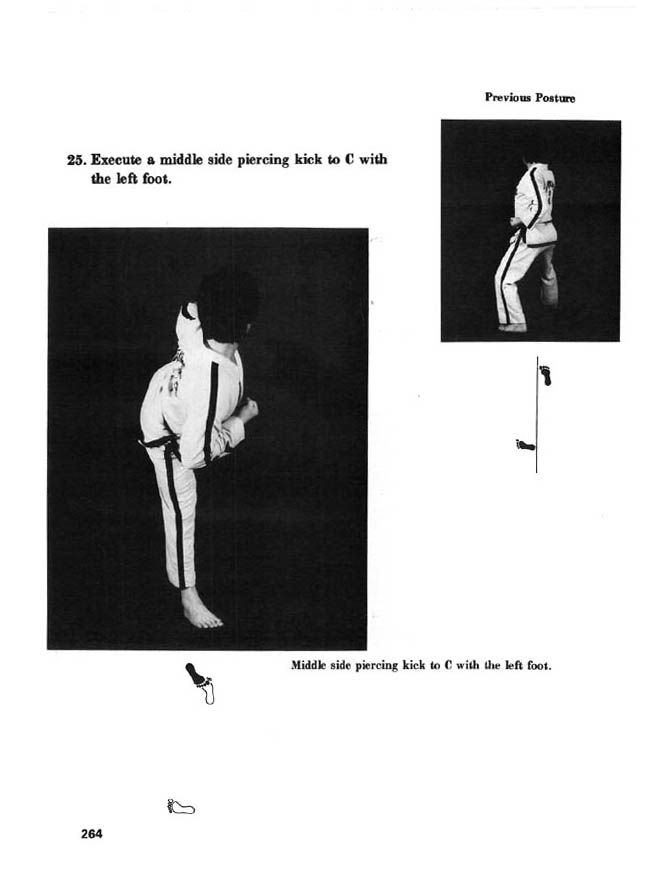 Previous Posture
25. Execute a middle side piercing kick to C with
the left foot.
Middle side piercing kick to C with the left foot.
264